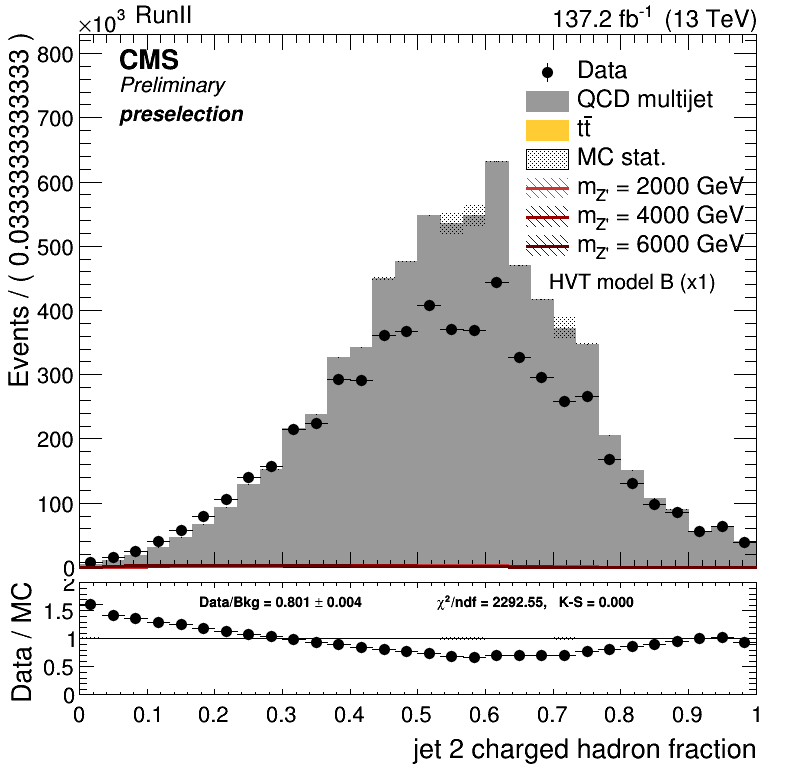 ×10³ RunII 137.2 fb⁻¹ (13 TeV)
CMS
Preliminary
preselection
Data
QCD multijet
tt̄
MC stat.
m_Z' = 2000 GeV
m_Z' = 4000 GeV
m_Z' = 6000 GeV
HVT model B (x1)
Events / ( 0.0333333333333333 )
800
700
600
500
400
300
200
100
0
Data/Bkg = 0.801 ± 0.004 χ²/ndf = 2292.55, K-S = 0.000
Data / MC
2
1.5
1
0.5
0
0 0.1 0.2 0.3 0.4 0.5 0.6 0.7 0.8 0.9 1
jet 2 charged hadron fraction